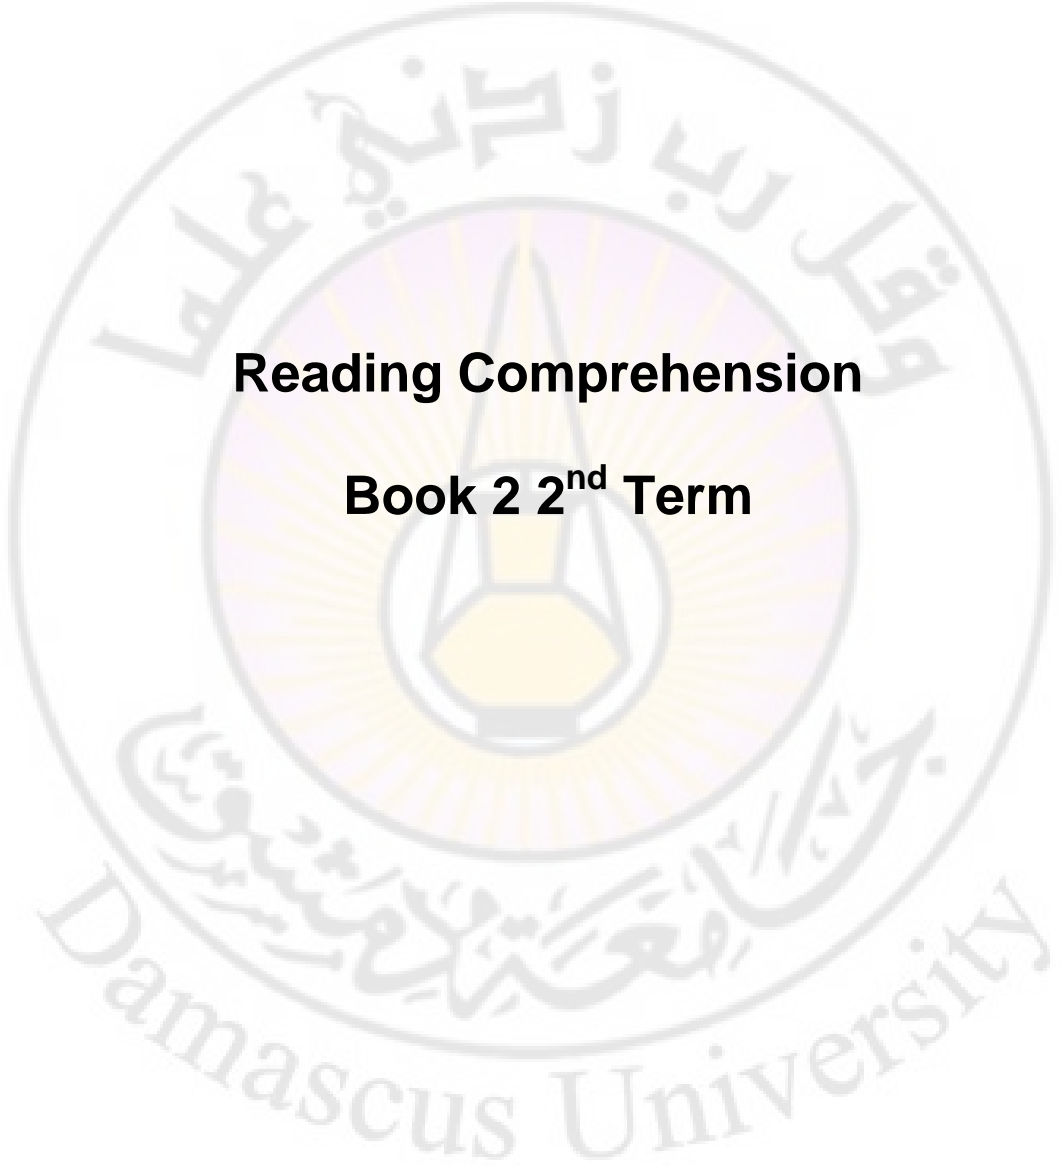 وقل رب زدني علما
Reading Comprehension
Book 2 2nd Term
جامعة دمشق
Damascus University